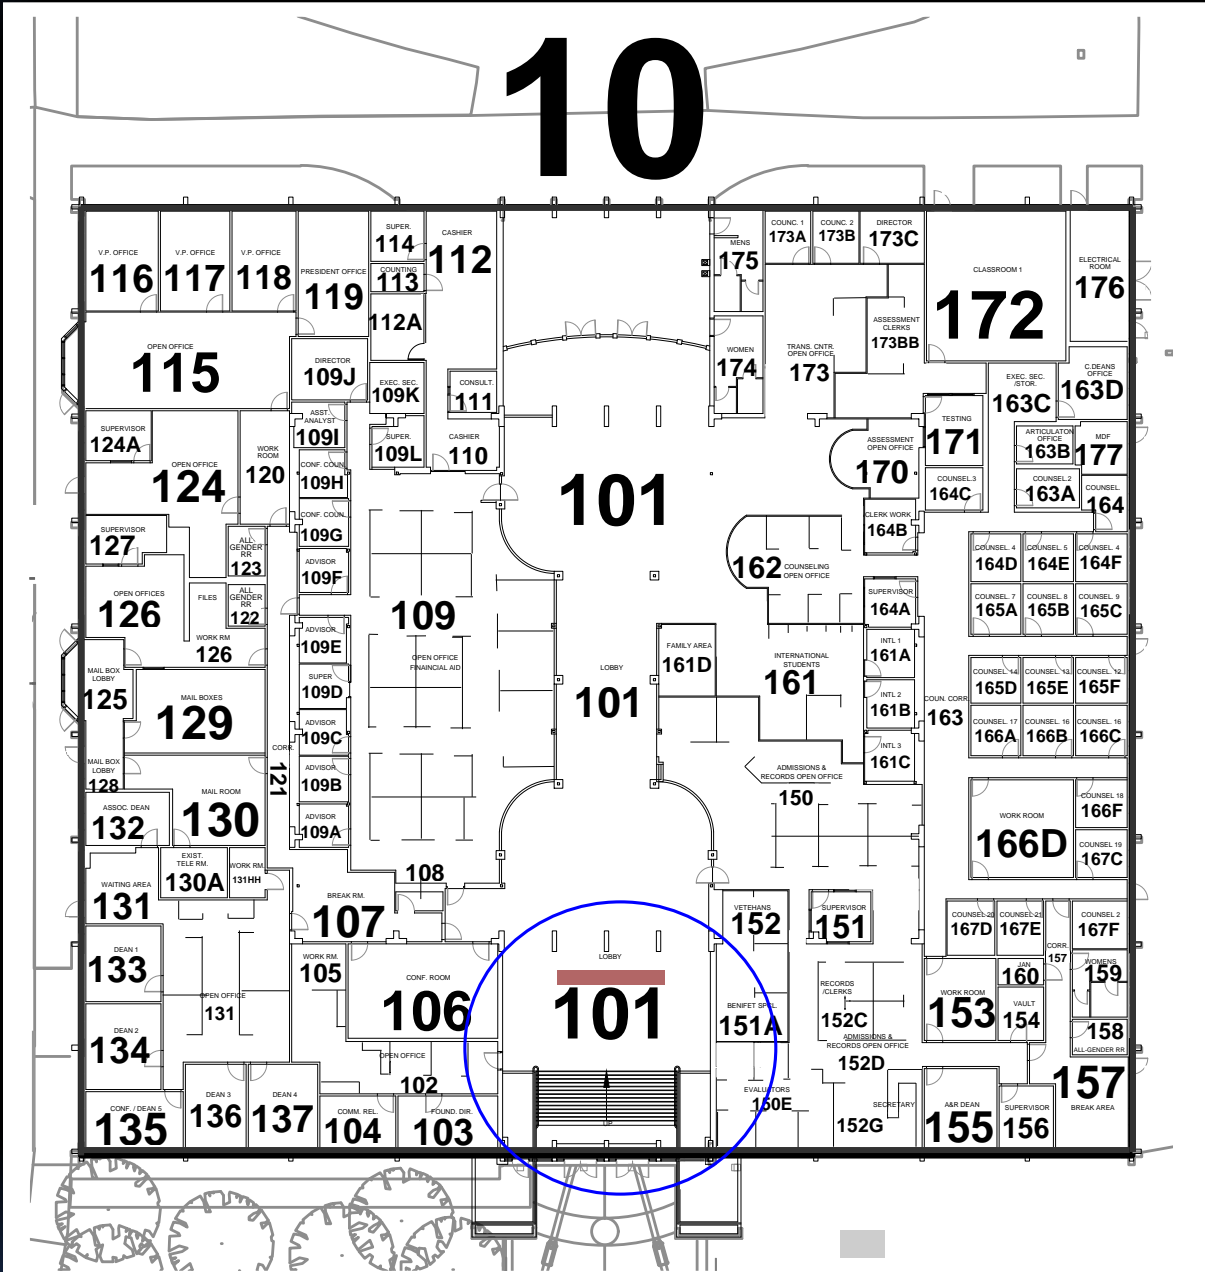 10
V.P. OFFICE
116
V.P. OFFICE
117
V.P. OFFICE
118
PRESIDENT OFFICE
119
SUPER.
114
COUNTING
113
112A
CASHIER
112
MENS
175
COUNC. 1
173A
COUNC. 2
173B
DIRECTOR
173C
CLASSROOM 1
172
ELECTRICAL
ROOM
176
OPEN OFFICE
115
DIRECTOR
109J
EXEC. SEC.
109K
CONSULT.
111
WOMEN
174
TRANS. CNTR.
OPEN OFFICE
173
ASSESSMENT
CLERKS
173BB
EXEC. SEC.
/STOR.
163C
C.DEANS
OFFICE
163D
SUPERVISOR
124A
OPEN OFFICE
124
WORK
ROOM
120
ASST.
ANALYST
109I
SUPER.
109L
CASHIER
110
101
ASSESSMENT
OPEN OFFICE
170
TESTING
171
ARTICULATON
OFFICE
163B
MDF
177
CONF. COUN.
109H
COUNSEL.3
164C
COUNSEL.2
163A
COUNSEL.
164
SUPERVISOR
127
ALL
GENDER
RR
123
CONF. COUN.
109G
CLERK WORK
164B
162
COUNSELING
OPEN OFFICE
COUNSEL. 4
164D
COUNSEL. 5
164E
COUNSEL. 4
164F
ADVISOR
109F
OPEN OFFICES
126
FILES
ALL
GENDER
RR
122
109
SUPERVISOR
164A
COUNSEL. 7
165A
COUNSEL. 8
165B
COUNSEL. 9
165C
WORK RM
126
ADVISOR
109E
OPEN OFFICE
FINAINCIAL AID
LOBBY
101
FAMILY AREA
161D
INTERNATIONAL
STUDENTS
161
INTL 1
161A
MAIL BOX
LOBBY
125
MAIL BOXES
129
SUPER
109D
INTL 2
161B
COUN. CORR.
163
COUNSEL. 14
165D
COUNSEL. 13
165E
COUNSEL. 12
165F
ADVISOR
109C
COUNSEL. 17
166A
COUNSEL. 16
166B
COUNSEL. 16
166C
CORR.
121
INTL 3
161C
MAIL BOX
LOBBY
128
MAIL ROOM
130
ADVISOR
109B
ADMISSIONS &
RECORDS OPEN OFFICE
150
ASSOC. DEAN
132
ADVISOR
109A
WORK ROOM
166D
COUNSEL 18
166F
COUNSEL 19
167C
EXIST.
TELE RM.
130A
WORK RM.
131HH
108
WAITING AREA
131
BREAK RM.
107
VETERANS
152
SUPERVISOR
151
COUNSEL 20
167D
COUNSEL 21
167E
COUNSEL 2
167F
DEAN 1
133
WORK RM.
105
CONF. ROOM
106
LOBBY
101
CORR.
157
JAN
160
WOMENS
159
OPEN OFFICE
131
BENIFET SPCL.
151A
RECORDS
/CLERKS
152C
WORK ROOM
153
VAULT
154
158
ALL-GENDER RR
DEAN 2
134
OPEN OFFICE
102
ADMISSIONS &
RECORDS OPEN OFFICE
152D
157
BREAK AREA
CONF. / DEAN 5
135
DEAN 3
136
DEAN 4
137
COMM. REL.
104
FOUND. DIR.
103
UP
EVALUATORS
150E
SECRETARY
152G
A&R DEAN
155
SUPERVISOR
156